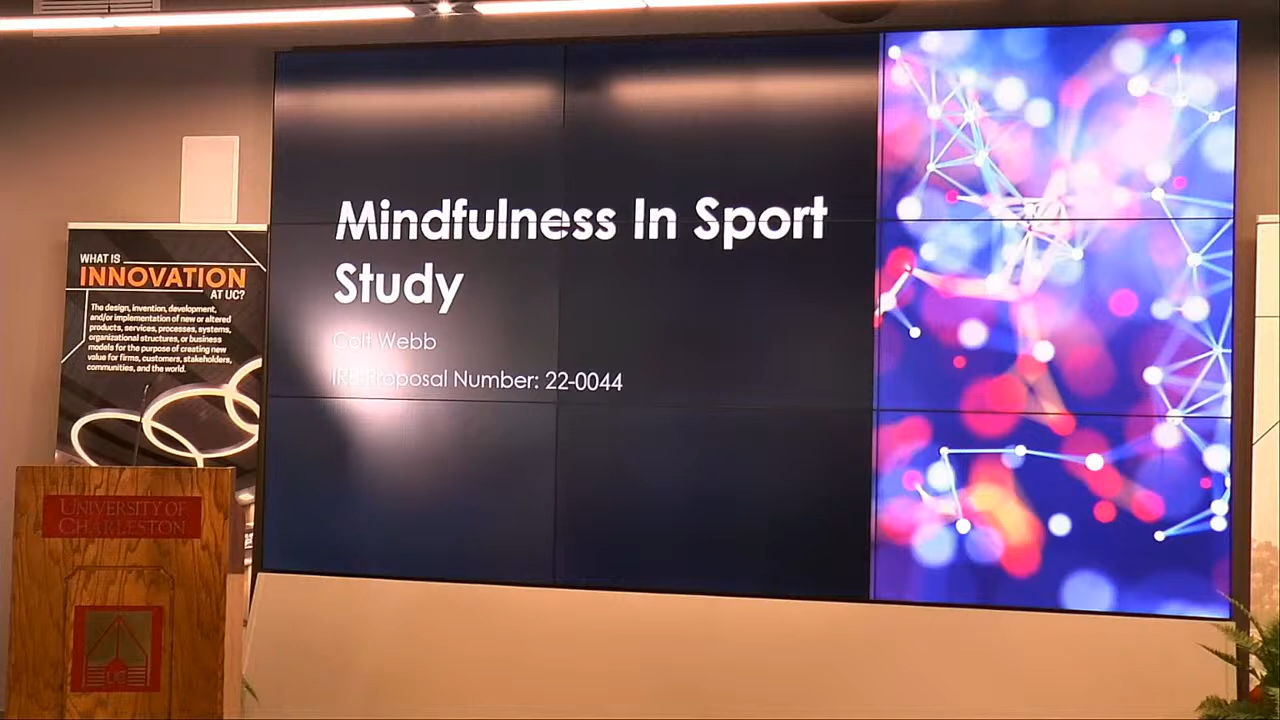 Mindfulness In Sport
Study
Colt Webb
IRB Proposal Number: 22-0044
WHAT IS
INNOVATION
AT UC?
The design, invention, development,
and/or implementation of new or altered
products, services, processes, systems,
organizational structures, or business
models for the purpose of creating new
value for firms, customers, stakeholders,
communities, and the world.
UNIVERSITY OF
CHARLESTON
UC